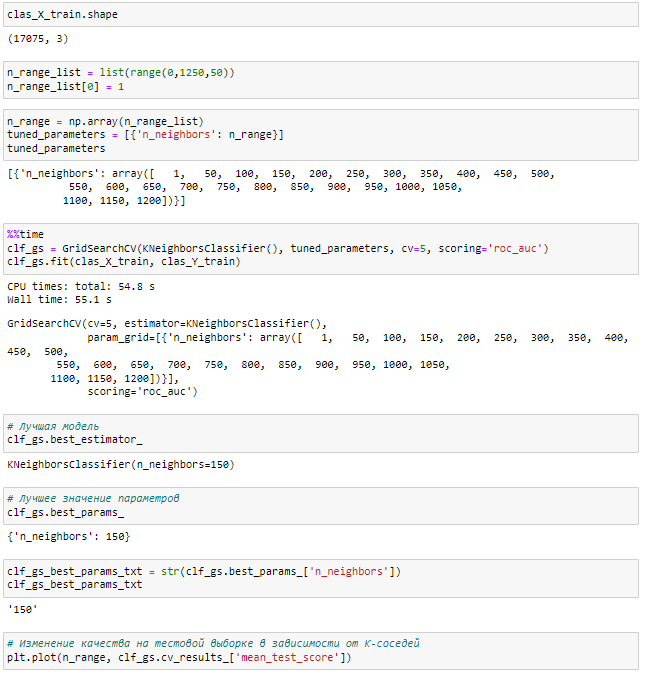 clas_X_train.shape
(17075, 3)
n_range_list = list(range(0,1250,50))
n_range_list[0] = 1
n_range = np.array(n_range_list)
tuned_parameters = [{'n_neighbors': n_range}]
tuned_parameters
[{'n_neighbors': array([   1,   50,  100,  150,  200,  250,  300,  350,  400,  450,  500,
         550,  600,  650,  700,  750,  800,  850,  900,  950, 1000, 1050,
        1100, 1150, 1200])}]
%%time
clf_gs = GridSearchCV(KNeighborsClassifier(), tuned_parameters, cv=5, scoring='roc_auc')
clf_gs.fit(clas_X_train, clas_Y_train)
CPU times: total: 54.8 s
Wall time: 55.1 s
GridSearchCV(cv=5, estimator=KNeighborsClassifier(),
             param_grid=[{'n_neighbors': array([   1,   50,  100,  150,  200,  250,  300,  350,  400,
450,  500,
        550,  600,  650,  700,  750,  800,  850,  900,  950, 1000, 1050,
       1100, 1150, 1200])}],
             scoring='roc_auc')
# Лучшая модель
clf_gs.best_estimator_
KNeighborsClassifier(n_neighbors=150)
# Лучшее значение параметров
clf_gs.best_params_
{'n_neighbors': 150}
clf_gs_best_params_txt = str(clf_gs.best_params_['n_neighbors'])
clf_gs_best_params_txt
'150'
# Изменение качества на тестовой выборке в зависимости от К-соседей
plt.plot(n_range, clf_gs.cv_results_['mean_test_score'])